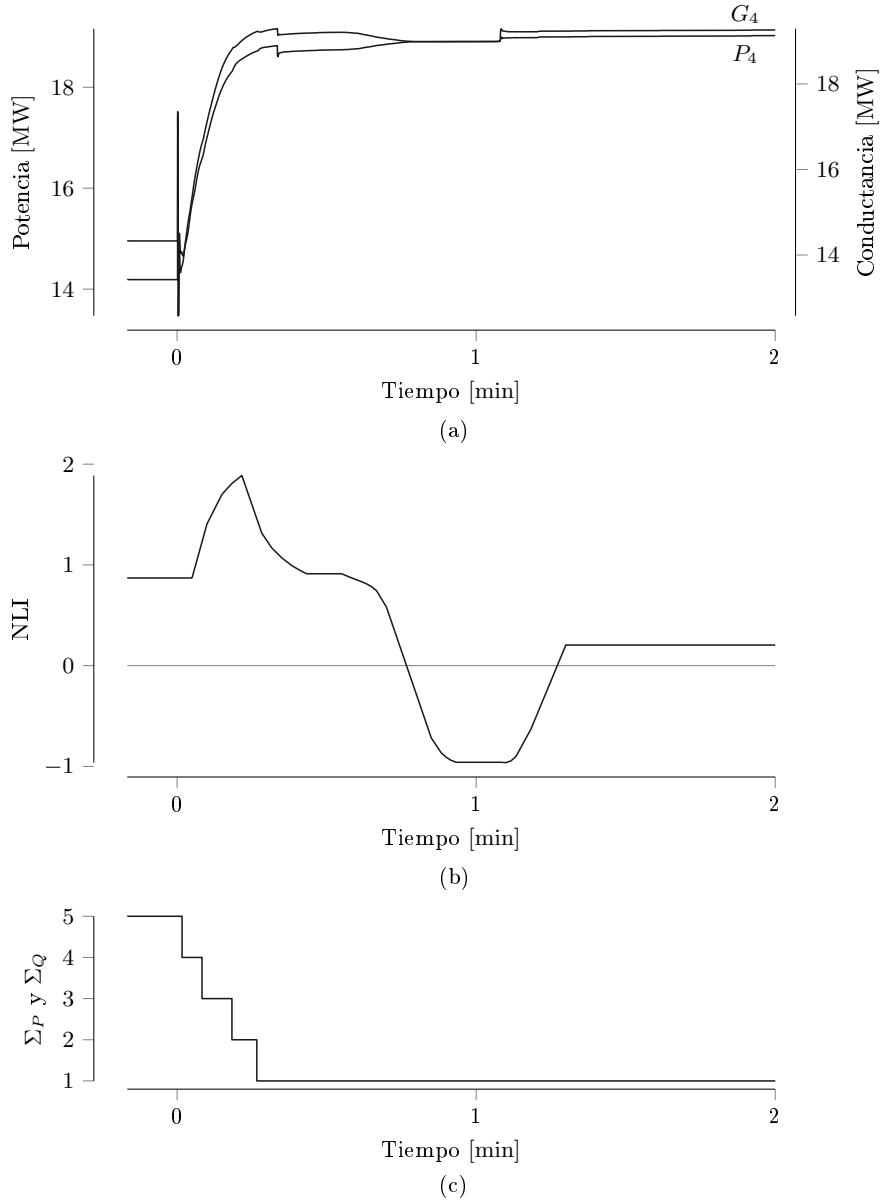 G4
P4
18
16
14
Potencia [MW]
18
16
14
Conductancia [MW]
0 1 2
Tiempo [min]
(a)
2
1
0
−1
NLI
0 1 2
Tiempo [min]
(b)
5
4
3
2
1
ΣP y ΣQ
0 1 2
Tiempo [min]
(c)